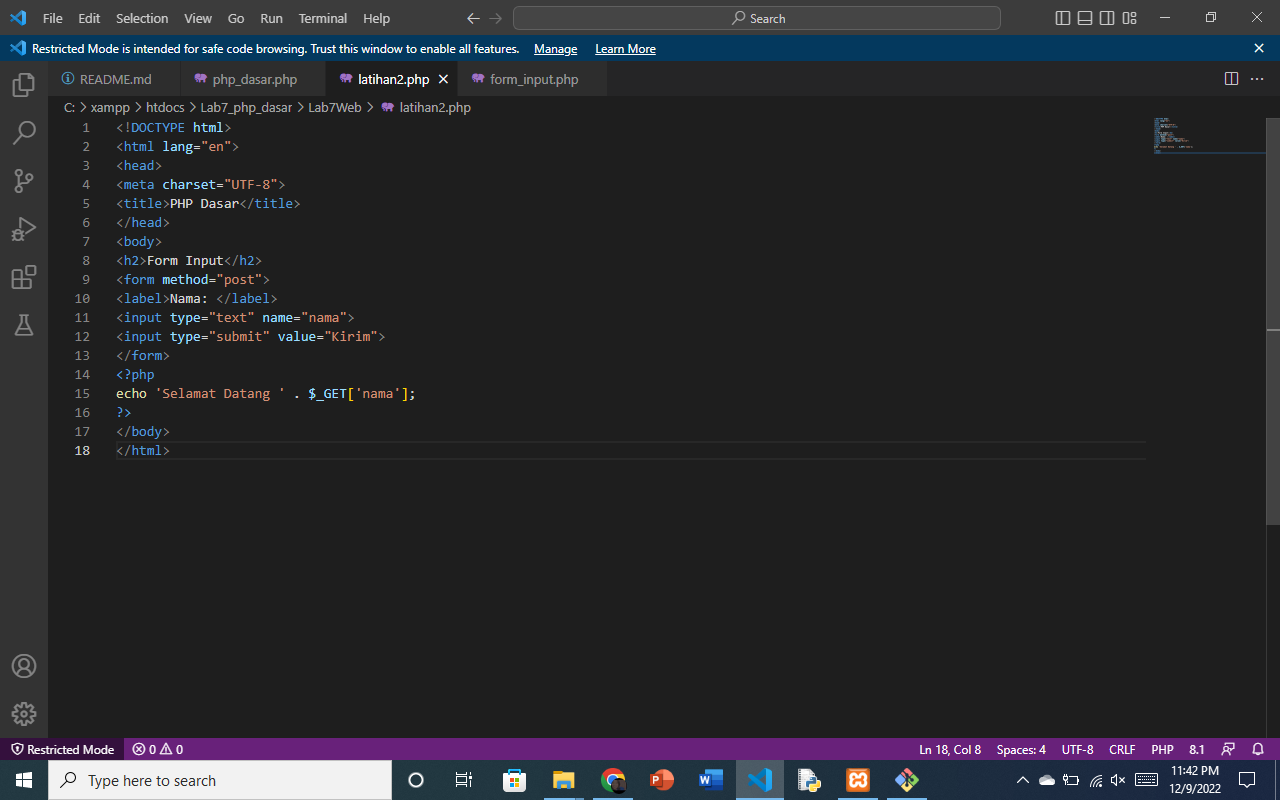 File Edit Selection View Go Run Terminal Help Search
Restricted Mode is intended for safe code browsing. Trust this window to enable all features. Manage Learn More
README.md php_dasar.php latihan2.php form_input.php
C: > xampp > htdocs > Lab7_php_dasar > Lab7Web > latihan2.php
1 <!DOCTYPE html>
2 <html lang="en">
3 <head>
4 <meta charset="UTF-8">
5 <title>PHP Dasar</title>
6 </head>
7 <body>
8 <h2>Form Input</h2>
9 <form method="post">
10 <label>Nama: </label>
11 <input type="text" name="nama">
12 <input type="submit" value="Kirim">
13 </form>
14 <?php
15 echo 'Selamat Datang ' . $_GET['nama'];
16 ?>
17 </body>
18 </html>
Restricted Mode 0 0 Ln 18, Col 8 Spaces: 4 UTF-8 CRLF PHP 8.1
Type here to search
11:42 PM
12/9/2022